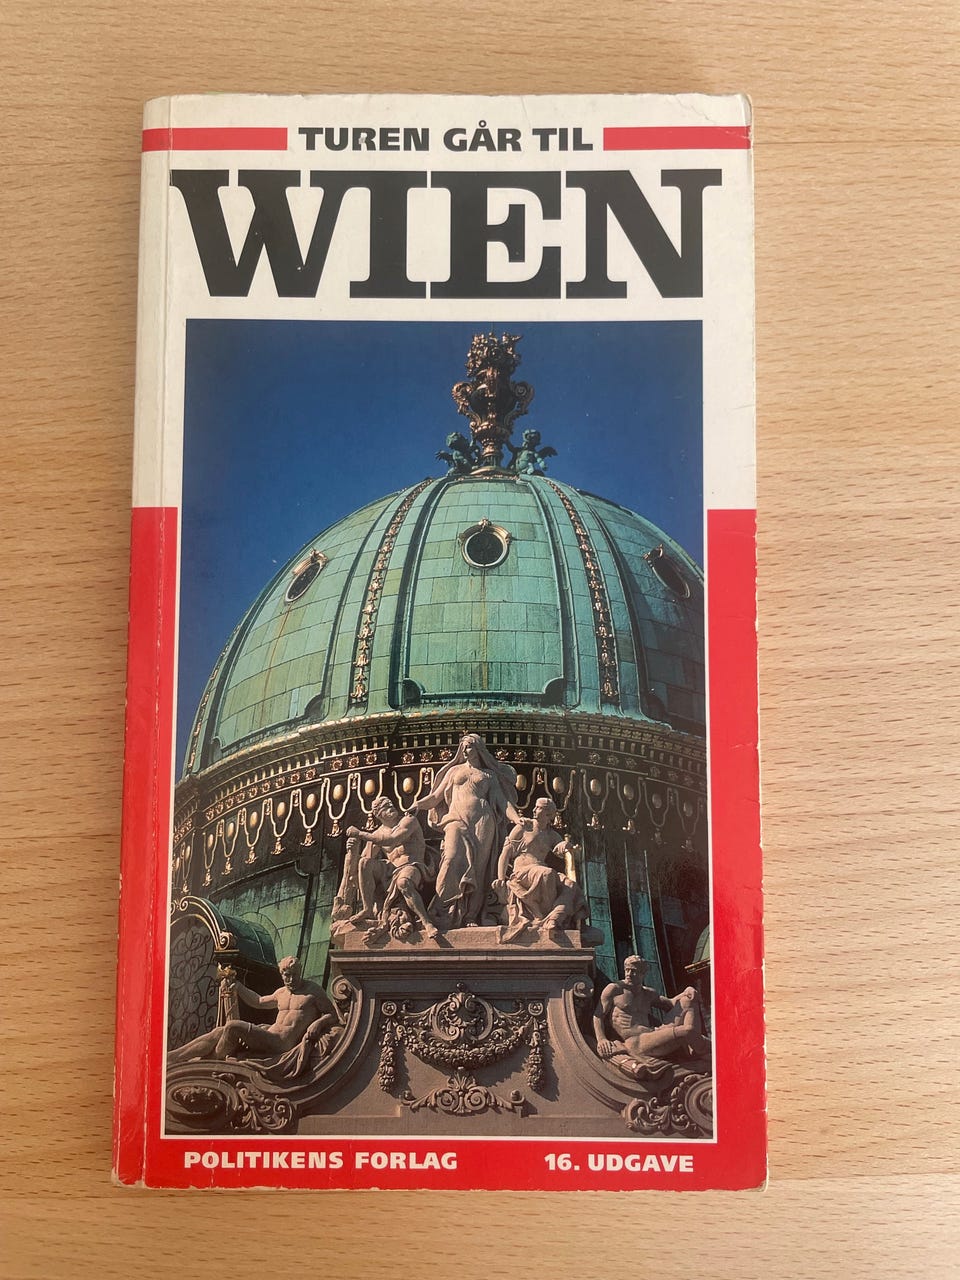 TUREN GÅR TIL
WIEN
POLITIKENS FORLAG 16. UDGAVE